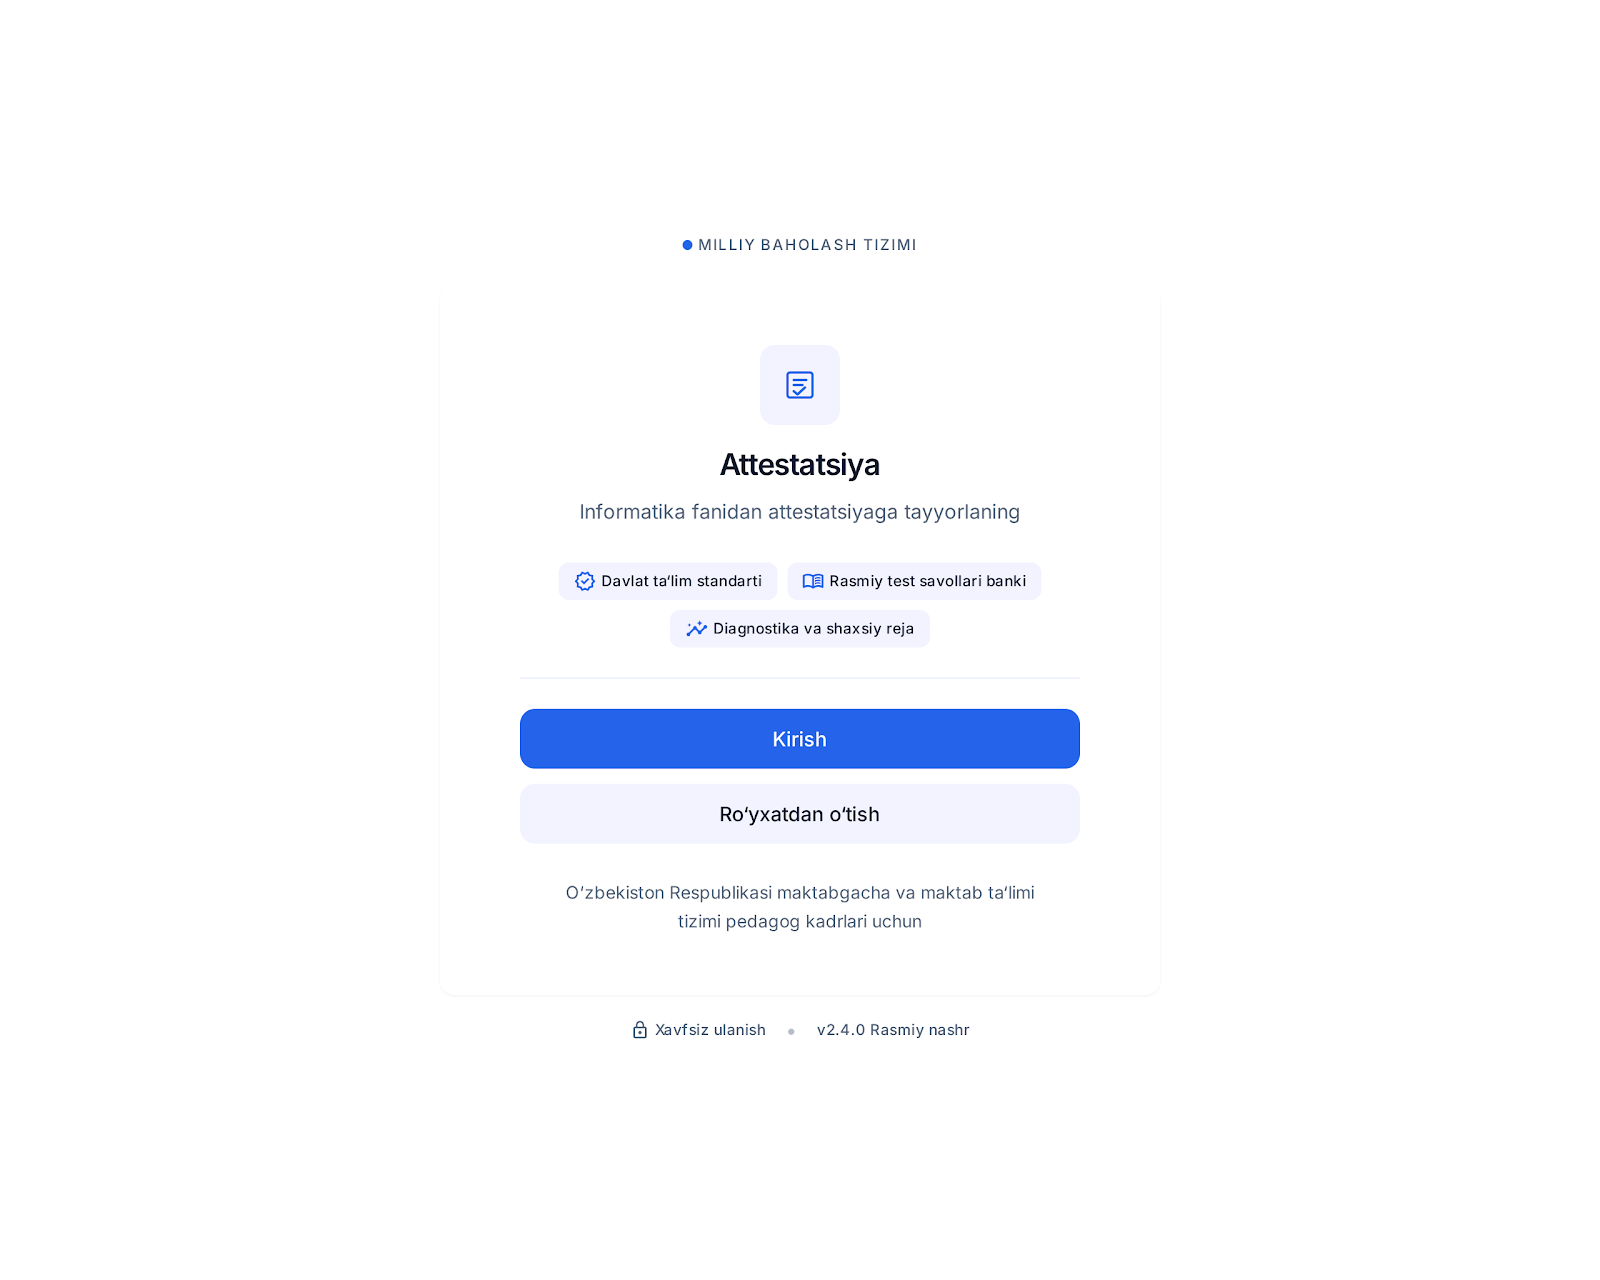 MILLIY BAHOLASH TIZIMI
Attestatsiya
Informatika fanidan attestatsiyaga tayyorlaning
Davlat ta‘lim standarti
Rasmiy test savollari banki
Diagnostika va shaxsiy reja
Kirish
Ro‘yxatdan o‘tish
O‘zbekiston Respublikasi maktabgacha va maktab ta‘limi
tizimi pedagog kadrlari uchun
Xavfsiz ulanish
v2.4.0 Rasmiy nashr